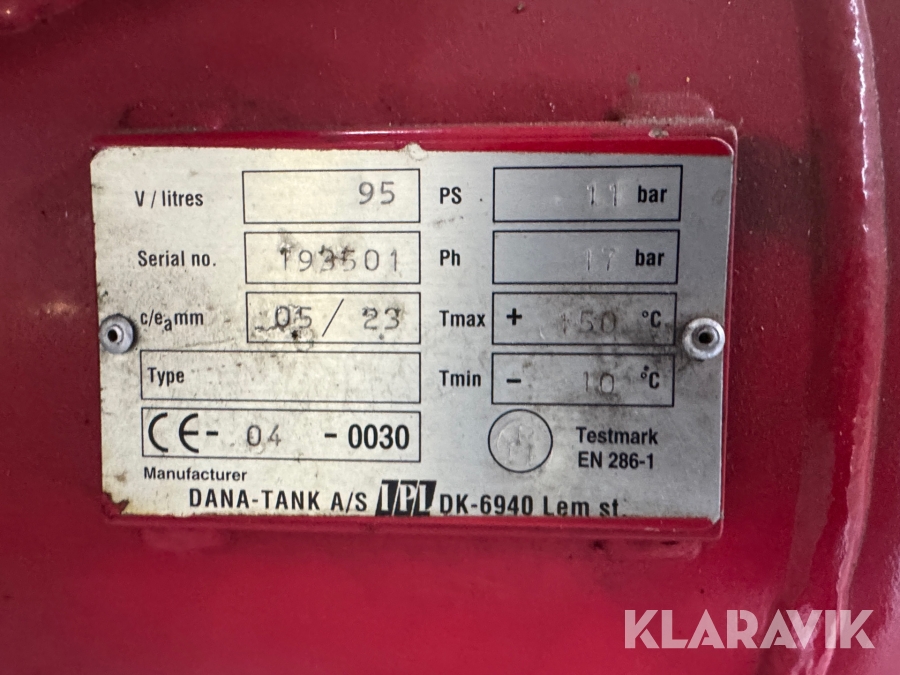 V / litres 95 PS 11 bar
Serial no. 193501 Ph 17 bar
c/eamm 05 / 23 Tmax + 150 °C
Type Tmin - 10 °C
CE - 04 - 0030 Testmark
EN 286-1
Manufacturer
DANA-TANK A/S IPL DK-6940 Lem st.
KLARAVIK